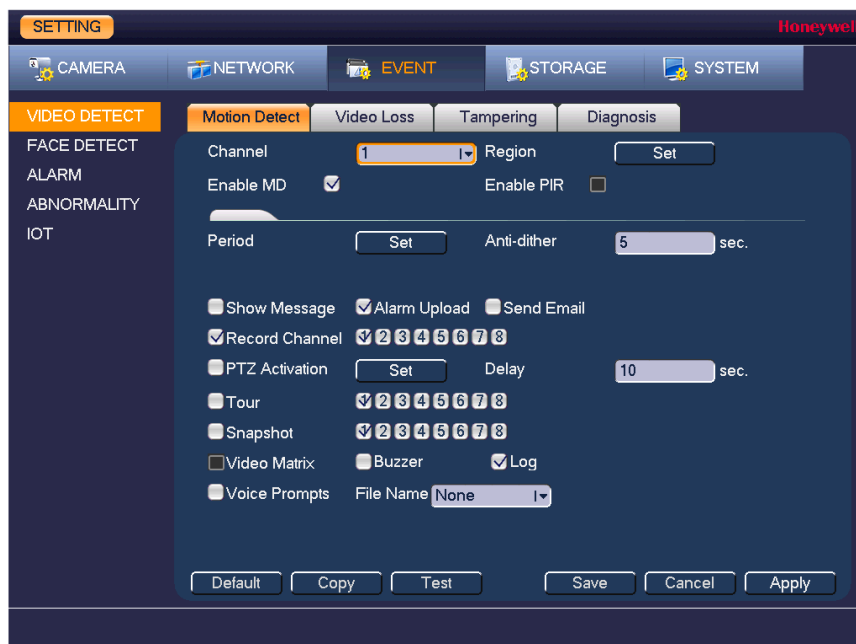 SETTING Honeywell
CAMERA NETWORK EVENT STORAGE SYSTEM
VIDEO DETECT
FACE DETECT
ALARM
ABNORMALITY
IOT
Motion Detect Video Loss Tampering Diagnosis
Channel 1 Region Set
Enable MD Enable PIR
Period Set Anti-dither 5 sec.
Show Message Alarm Upload Send Email
Record Channel 1 2 3 4 5 6 7 8
PTZ Activation Set Delay 10 sec.
Tour 1 2 3 4 5 6 7 8
Snapshot 1 2 3 4 5 6 7 8
Video Matrix Buzzer Log
Voice Prompts File Name None
Default Copy Test Save Cancel Apply